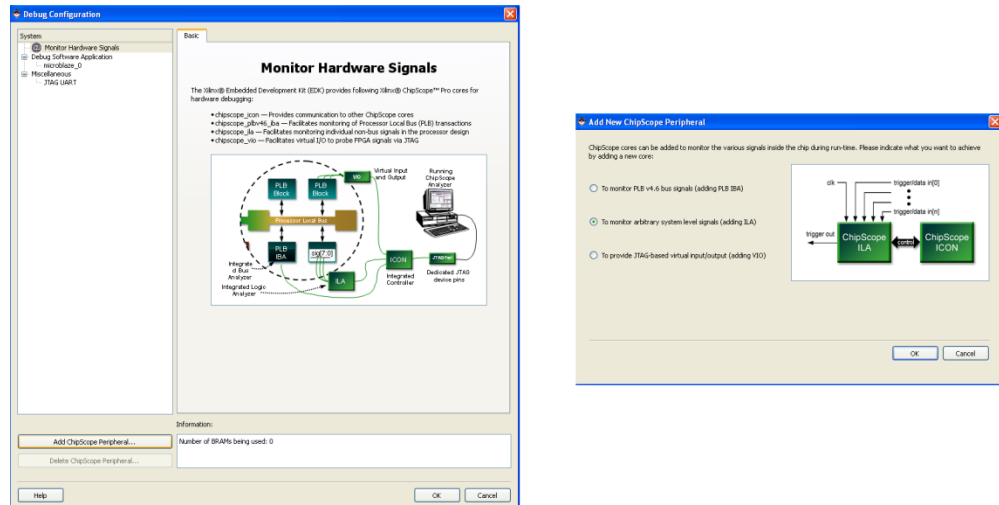 Debug Configuration
System
Monitor Hardware Signals
Debug Software Application
microblaze_0
Miscellaneous
JTAG UART
Basic
Monitor Hardware Signals
The Xilinx® Embedded Development Kit (EDK) provides following Xilinx® ChipScope™ Pro cores for
hardware debugging:
• chipscope_icon — Provides communication to other ChipScope cores
• chipscope_plbv46_iba — Facilitates monitoring of Processor Local Bus (PLB) transactions
• chipscope_ila — Facilitates monitoring individual non-bus signals in the processor design
• chipscope_vio — Facilitates virtual I/O to probe FPGA signals via JTAG
PLB
Block
PLB
Block
VIO
Virtual Input
and Output
Running
ChipScope
Analyzer
Processor Local Bus
PLB
IBA
sig[7:0]
ICON
Integrate
d Bus
Analyzer
Integrated Logic
Analyzer
ILA
Integrated
Controller
Dedicated JTAG
device pins
Information:
Number of BRAMs being used: 0
Add ChipScope Peripheral...
Delete ChipScope Peripheral...
Help
OK
Cancel
Add New ChipScope Peripheral
ChipScope cores can be added to monitor the various signals inside the chip during run-time. Please indicate what you want to achieve
by adding a new core:
To monitor PLB v4.6 bus signals (adding PLB IBA)
To monitor arbitrary system level signals (adding ILA)
To provide JTAG-based virtual input/output (adding VIO)
clk
trigger/data in[0]
trigger/data in[n]
trigger out
ChipScope
ILA
control
ChipScope
ICON
OK
Cancel